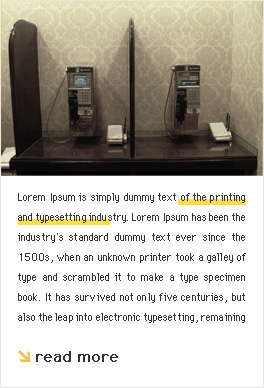 Lorem Ipsum is simply dummy text of the printing
and typesetting industry. Lorem Ipsum has been the
industry's standard dummy text ever since the
1500s, when an unknown printer took a galley of
type and scrambled it to make a type specimen
book. It has survived not only five centuries, but
also the leap into electronic typesetting, remaining
read more